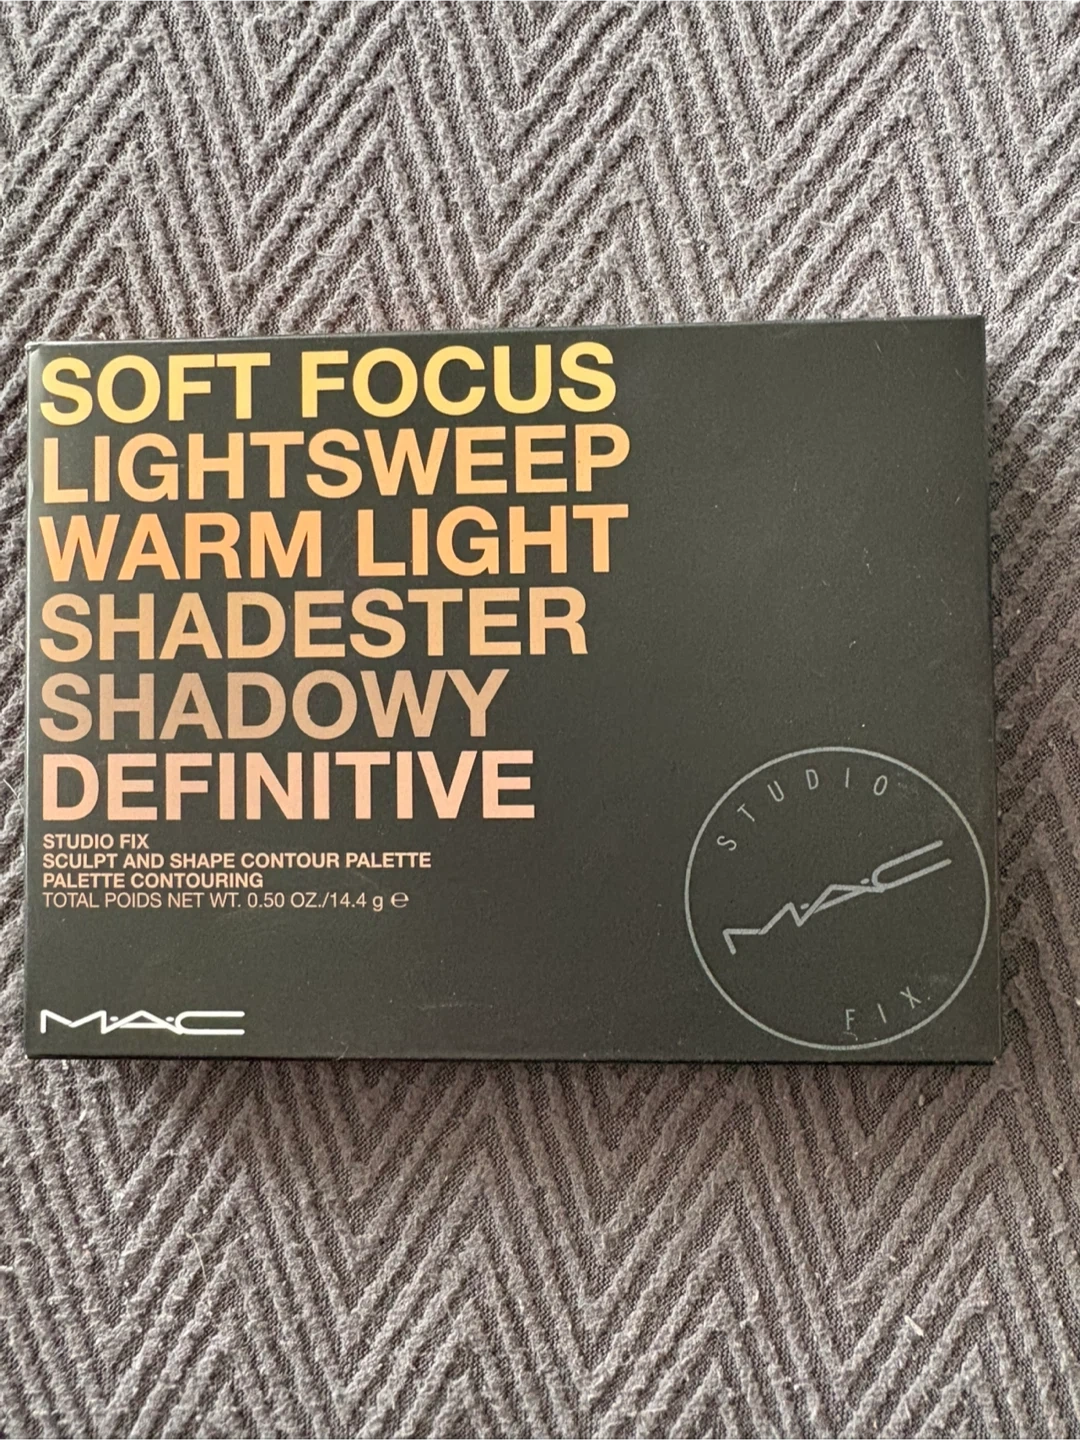 SOFT FOCUS
LIGHTSWEEP
WARM LIGHT
SHADESTER
SHADOWY
DEFINITIVE
STUDIO FIX
SCULPT AND SHAPE CONTOUR PALETTE
PALETTE CONTOURING
TOTAL POIDS NET WT. 0.50 OZ./14.4 g ℮
M·A·C
STUDIO
M·A·C
FIX